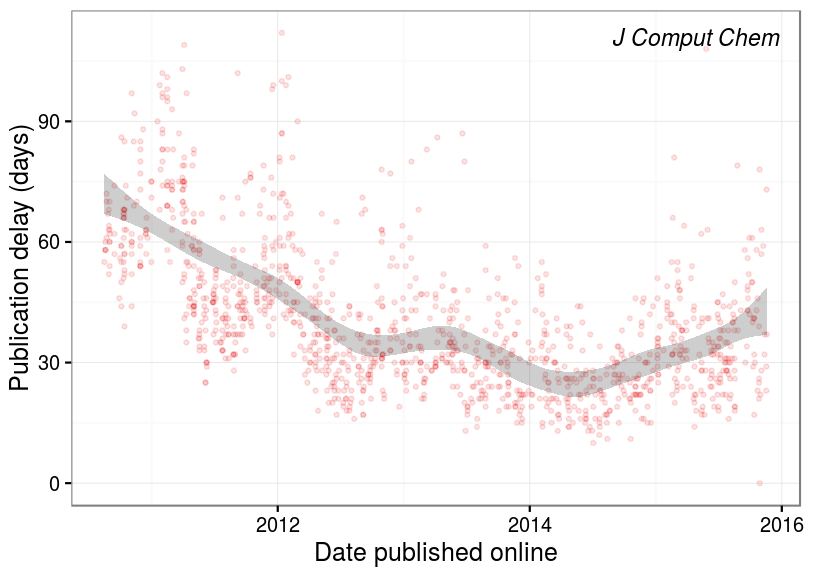 J Comput Chem
Publication delay (days)
90
60
30
0
2012
2014
2016
Date published online